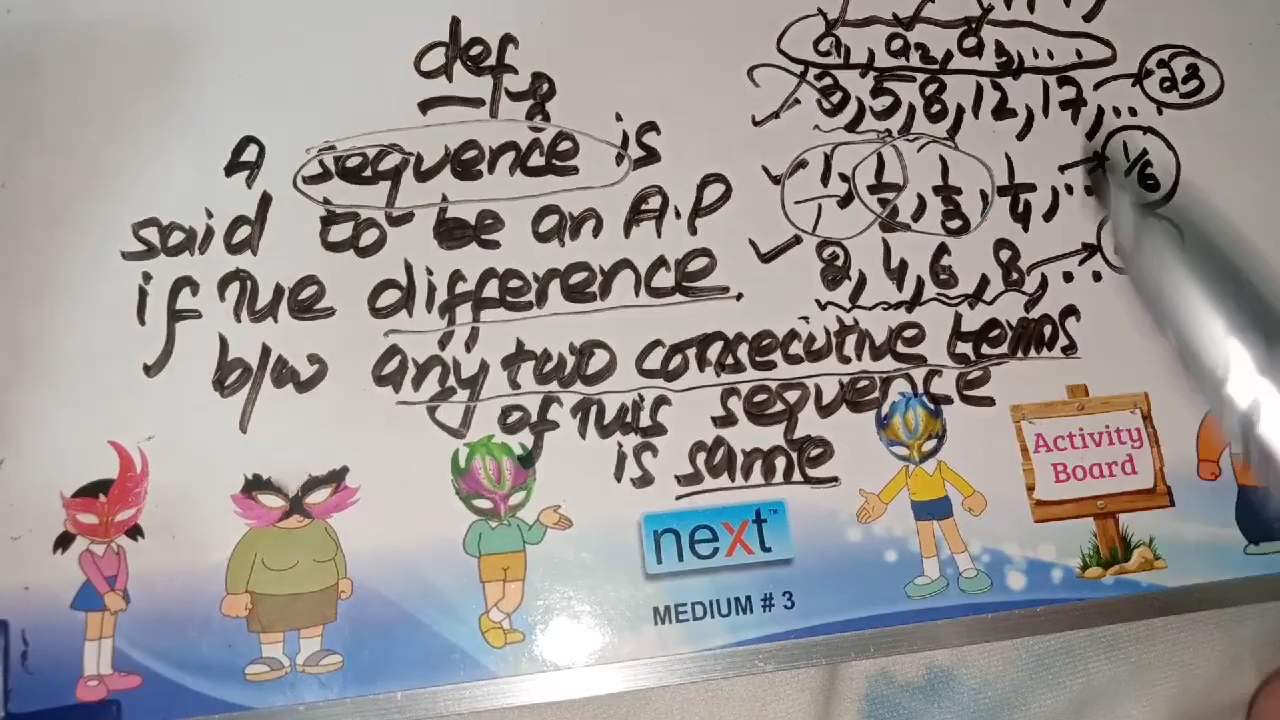 def:
A sequence is
said to be an A.P
if the difference
b/w any two consecutive terms
of this sequence
is same
a1, a2, a3, ...
3, 5, 8, 12, 17, ... 23
1/1, 1/2, 1/3, 1/4, ... 1/6
2, 4, 6, 8, ...
Activity
Board
next™
MEDIUM # 3